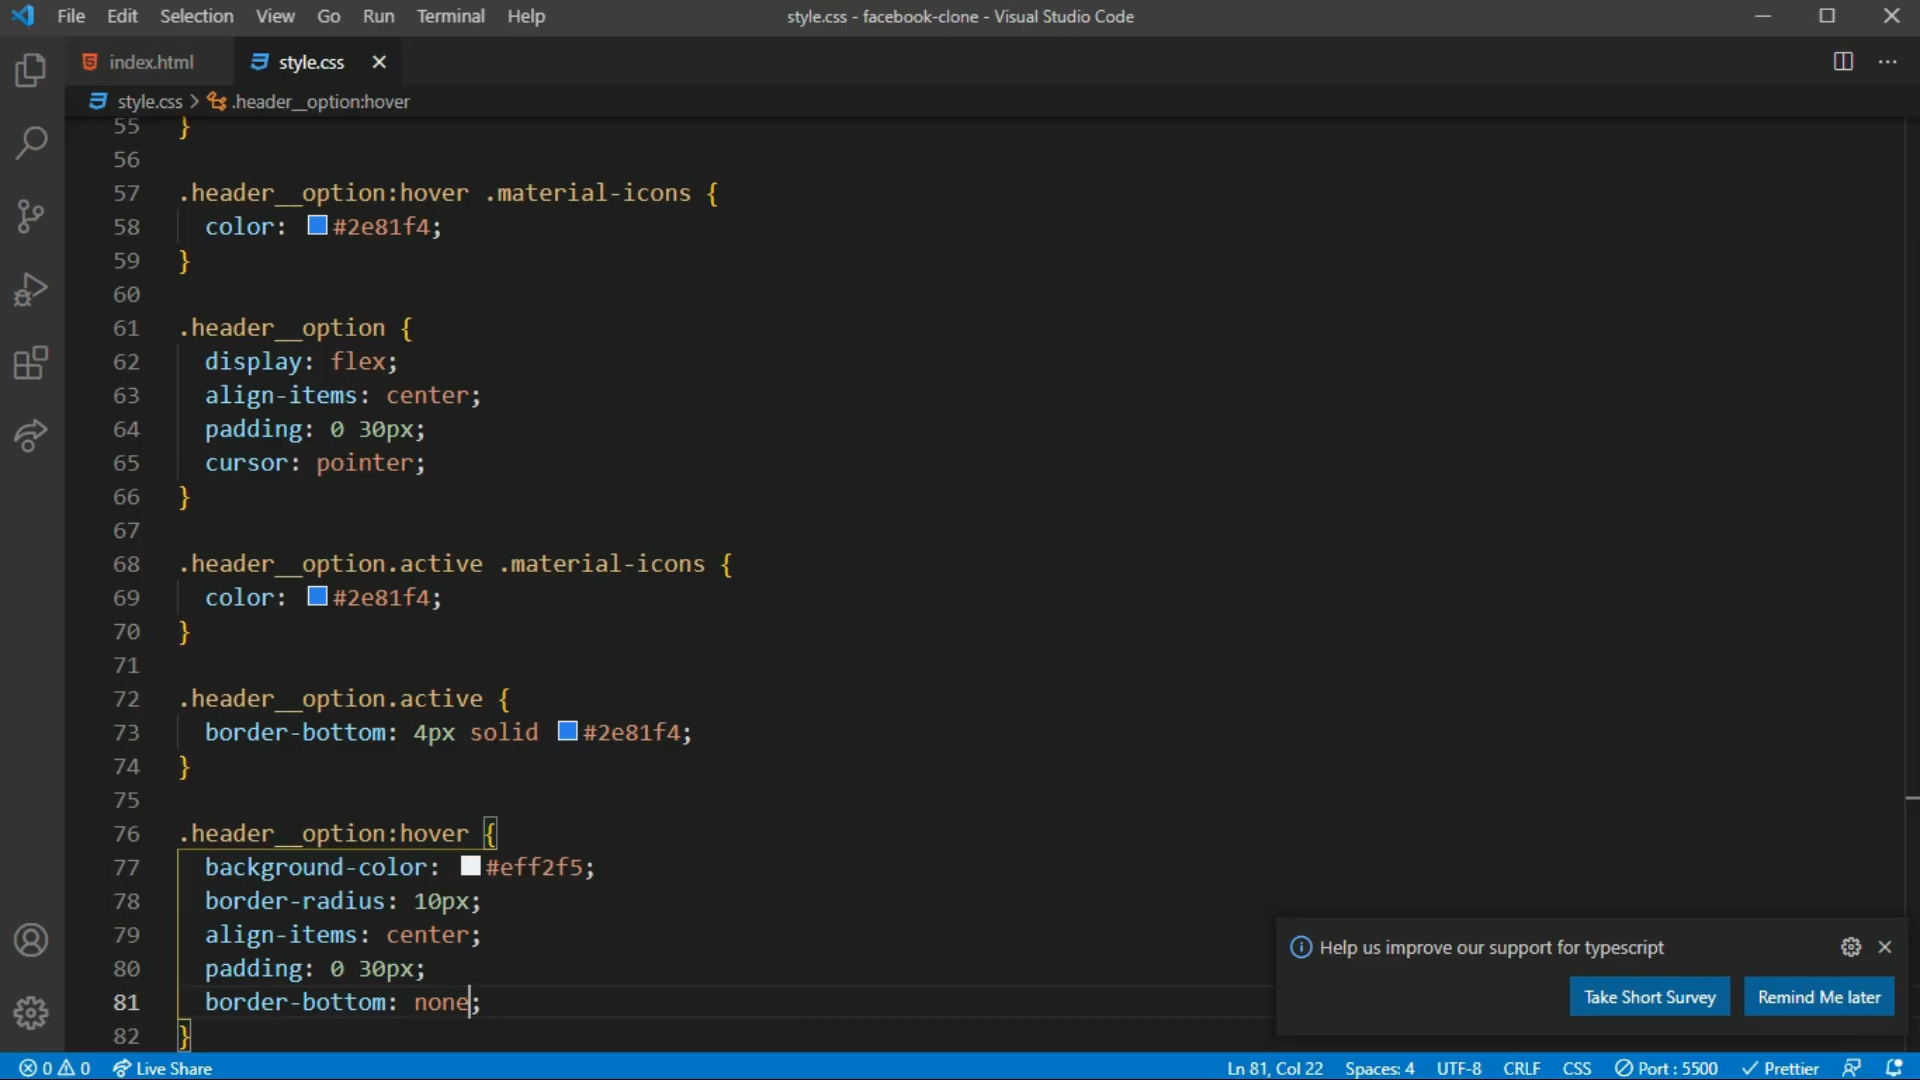 File Edit Selection View Go Run Terminal Help style.css - facebook-clone - Visual Studio Code
index.html style.css
style.css > .header__option:hover
55 }
56
57 .header__option:hover .material-icons {
58 color: #2e81f4;
59 }
60
61 .header__option {
62 display: flex;
63 align-items: center;
64 padding: 0 30px;
65 cursor: pointer;
66 }
67
68 .header__option.active .material-icons {
69 color: #2e81f4;
70 }
71
72 .header__option.active {
73 border-bottom: 4px solid #2e81f4;
74 }
75
76 .header__option:hover {
77 background-color: #eff2f5;
78 border-radius: 10px;
79 align-items: center;
80 padding: 0 30px;
81 border-bottom: none;
82 }
Help us improve our support for typescript
Take Short Survey Remind Me later
0 0 Live Share Ln 81, Col 22 Spaces: 4 UTF-8 CRLF CSS Port : 5500 Prettier